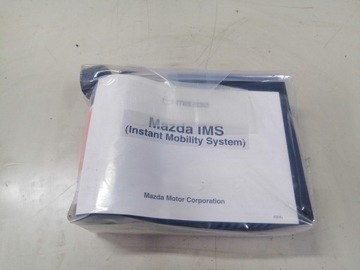 Mazda IMS
(Instant Mobility System)
Mazda Motor Corporation